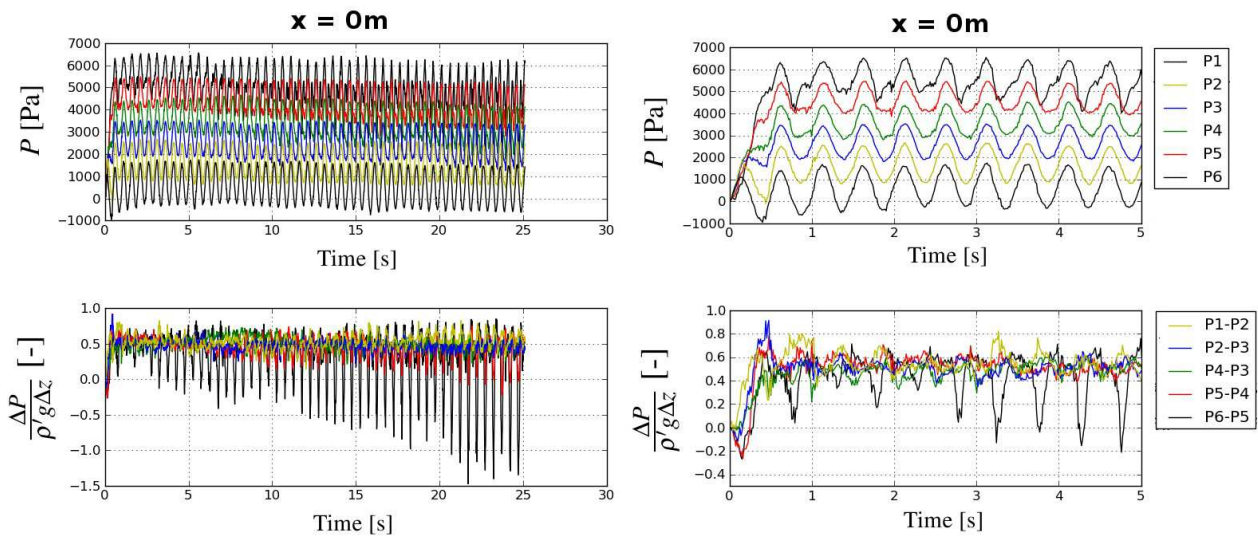 x = 0m
7000
6000
5000
4000
3000
2000
1000
0
−1000
P [Pa]
0 5 10 15 20 25 30
Time [s]
x = 0m
7000
6000
5000
4000
3000
2000
1000
0
−1000
P [Pa]
0 1 2 3 4 5
Time [s]
P1
P2
P3
P4
P5
P6
1.0
0.5
0.0
−0.5
−1.0
−1.5
ΔP
ρ′gΔz [-]
0 5 10 15 20 25 30
Time [s]
1.0
0.8
0.6
0.4
0.2
0.0
−0.2
−0.4
ΔP
ρ′gΔz [-]
0 1 2 3 4 5
Time [s]
P1-P2
P2-P3
P4-P3
P5-P4
P6-P5